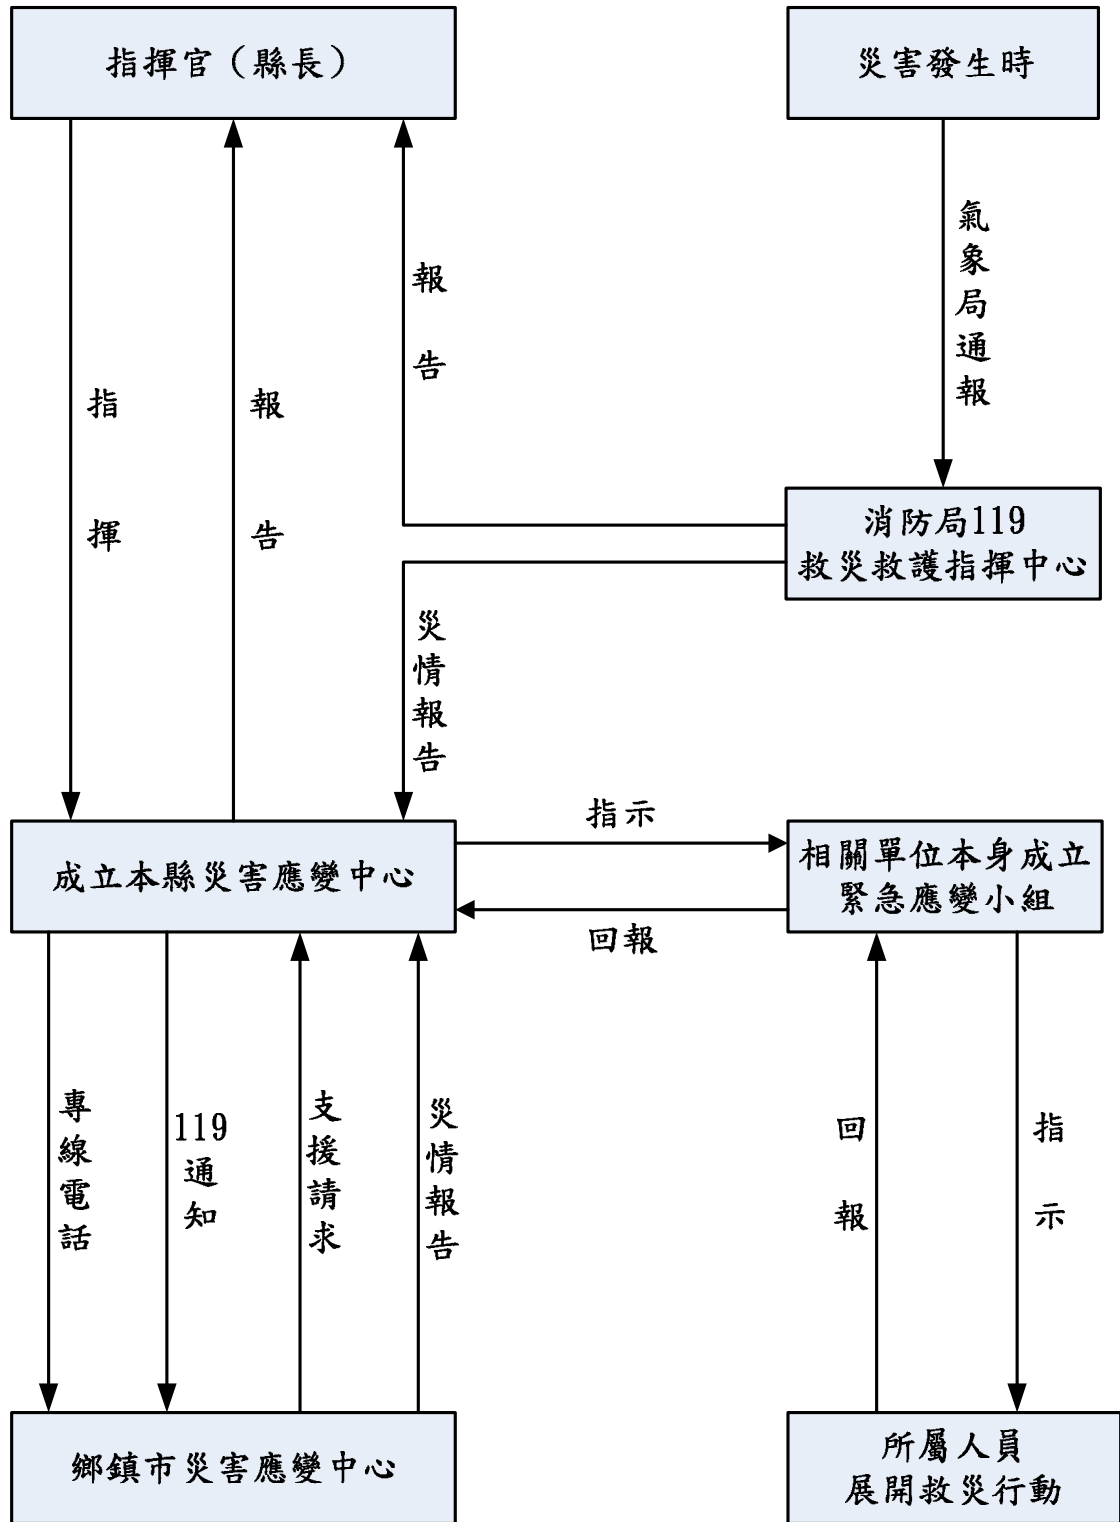 指揮官（縣長）
災害發生時
氣象局通報
報告
指揮
報告
消防局119
救災救護指揮中心
災情報告
成立本縣災害應變中心
指示
回報
相關單位本身成立
緊急應變小組
專線電話
119通知
支援請求
災情報告
回報
指示
鄉鎮市災害應變中心
所屬人員
展開救災行動